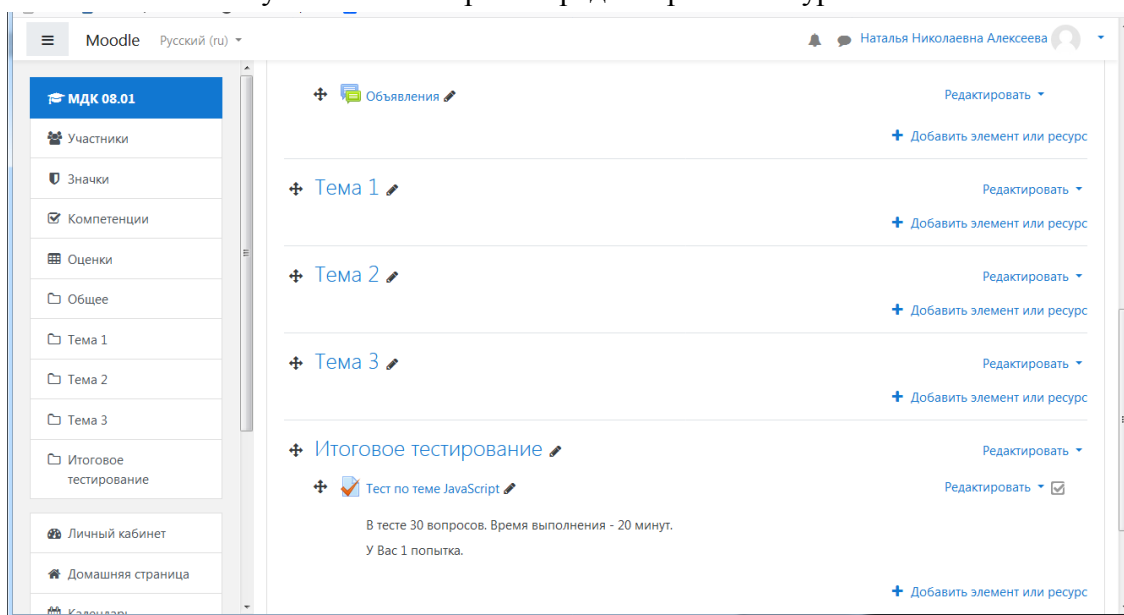 Moodle Русский (ru)
Наталья Николаевна Алексеева
МДК 08.01
Участники
Значки
Компетенции
Оценки
Общее
Тема 1
Тема 2
Тема 3
Итоговое
тестирование
Личный кабинет
Домашняя страница
Календарь
Объявления Редактировать
Добавить элемент или ресурс
Тема 1 Редактировать
Добавить элемент или ресурс
Тема 2 Редактировать
Добавить элемент или ресурс
Тема 3 Редактировать
Добавить элемент или ресурс
Итоговое тестирование Редактировать
Тест по теме JavaScript Редактировать
В тесте 30 вопросов. Время выполнения - 20 минут.
У Вас 1 попытка.
Добавить элемент или ресурс